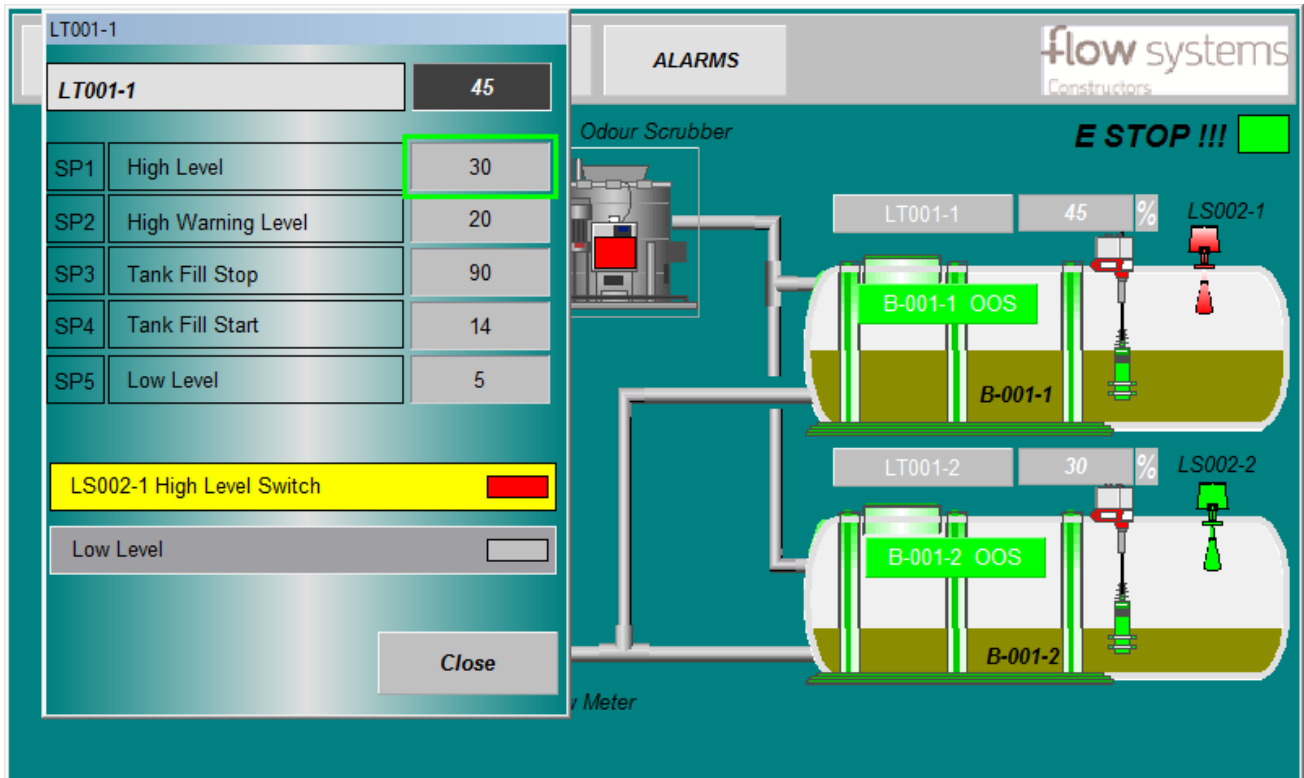 LT001-1
LT001-1 45
SP1 High Level 30
SP2 High Warning Level 20
SP3 Tank Fill Stop 90
SP4 Tank Fill Start 14
SP5 Low Level 5
LS002-1 High Level Switch
Low Level
Close
ALARMS
flow systems
Constructors
Odour Scrubber
E STOP !!!
LT001-1 45 % LS002-1
B-001-1 OOS
B-001-1
LT001-2 30 % LS002-2
B-001-2 OOS
B-001-2
Meter